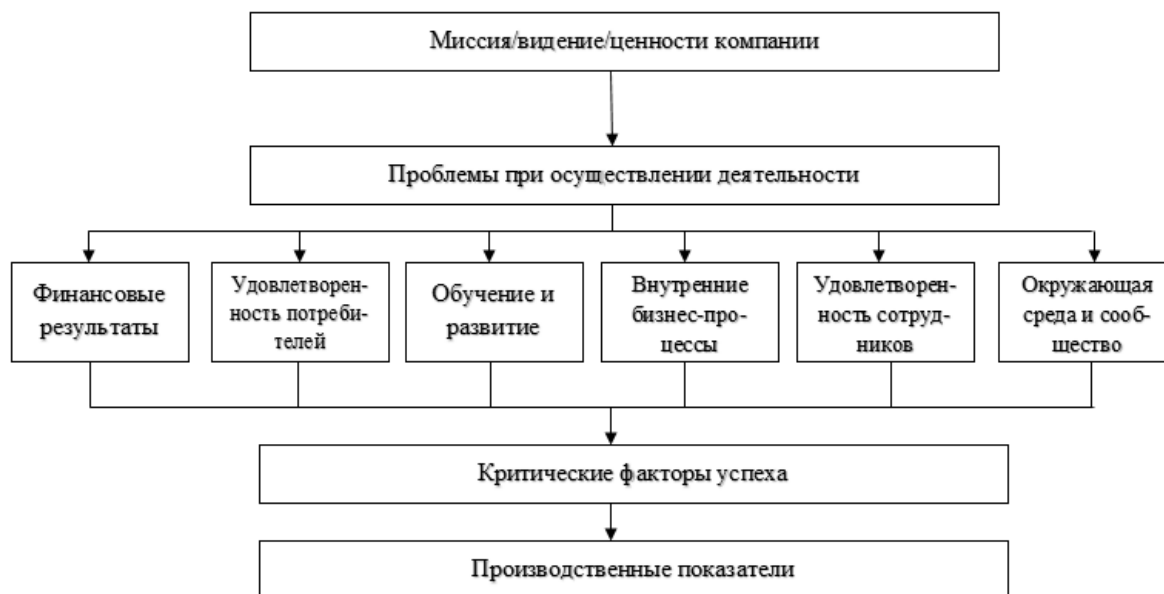 Миссия/видение/ценности компании
Проблемы при осуществлении деятельности
Финансовые
результаты
Удовлетворен-
ность потреби-
телей
Обучение и
развитие
Внутренние
бизнес-про-
цессы
Удовлетворен-
ность сотруд-
ников
Окружающая
среда и сооб-
щество
Критические факторы успеха
Производственные показатели